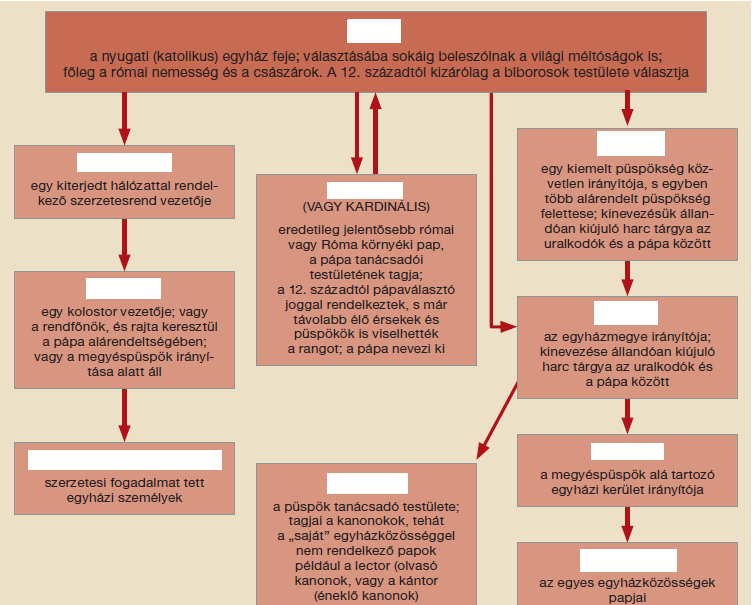 a nyugati (katolikus) egyház feje; választásába sokáig beleszólnak a világi méltóságok is;
főleg a római nemesség és a császárok. A 12. századtól kizárólag a bíborosok testülete választja
egy kiterjedt hálózattal rendel-
kező szerzetesrend vezetője
egy kolostor vezetője; vagy
a rendfőnök, és rajta keresztül
a pápa alárendeltségében;
vagy a megyéspüspök irányí-
tása alatt áll
szerzetesi fogadalmat tett
egyházi személyek
(VAGY KARDINÁLIS)
eredetileg jelentősebb római
vagy Róma környéki pap,
a pápa tanácsadói
testületének tagja;
a 12. századtól pápaválasztó
joggal rendelkeztek, s már
távolabb élő érsekek és
püspökök is viselhették
a rangot; a pápa nevezi ki
a püspök tanácsadó testülete;
tagjai a kanonokok, tehát
a „saját” egyházközösséggel
nem rendelkező papok
például a lector (olvasó
kanonok, vagy a kántor
(éneklő kanonok)
egy kiemelt püspökség köz-
vetlen irányítója, s egyben
több alárendelt püspökség
felettese; kinevezésük állan-
dóan kiújuló harc tárgya az
uralkodók és a pápa között
az egyházmegye irányítója;
kinevezése állandóan kiújuló
harc tárgya az uralkodók és
a pápa között
a megyéspüspök alá tartozó
egyházi kerület irányítója
az egyes egyházközösségek
papjai